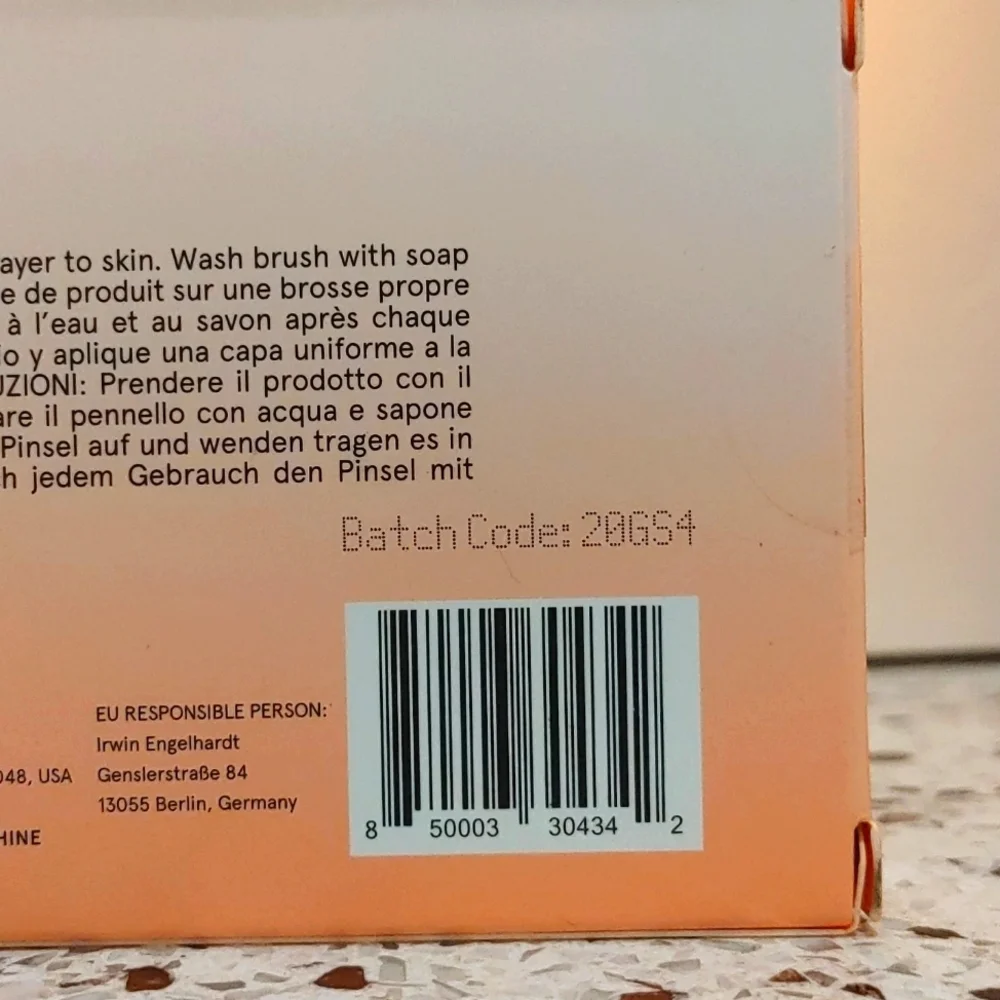 ayer to skin. Wash brush with soap
e de produit sur une brosse propre
à l'eau et au savon après chaque
io y aplique una capa uniforme a la
UZIONI: Prendere il prodotto con il
are il pennello con acqua e sapone
Pinsel auf und wenden tragen es in
ch jedem Gebrauch den Pinsel mit
Batch Code: 20GS4
EU RESPONSIBLE PERSON:
Irwin Engelhardt
048, USA Genslerstraße 84
13055 Berlin, Germany
HINE
8 50003 30434 2